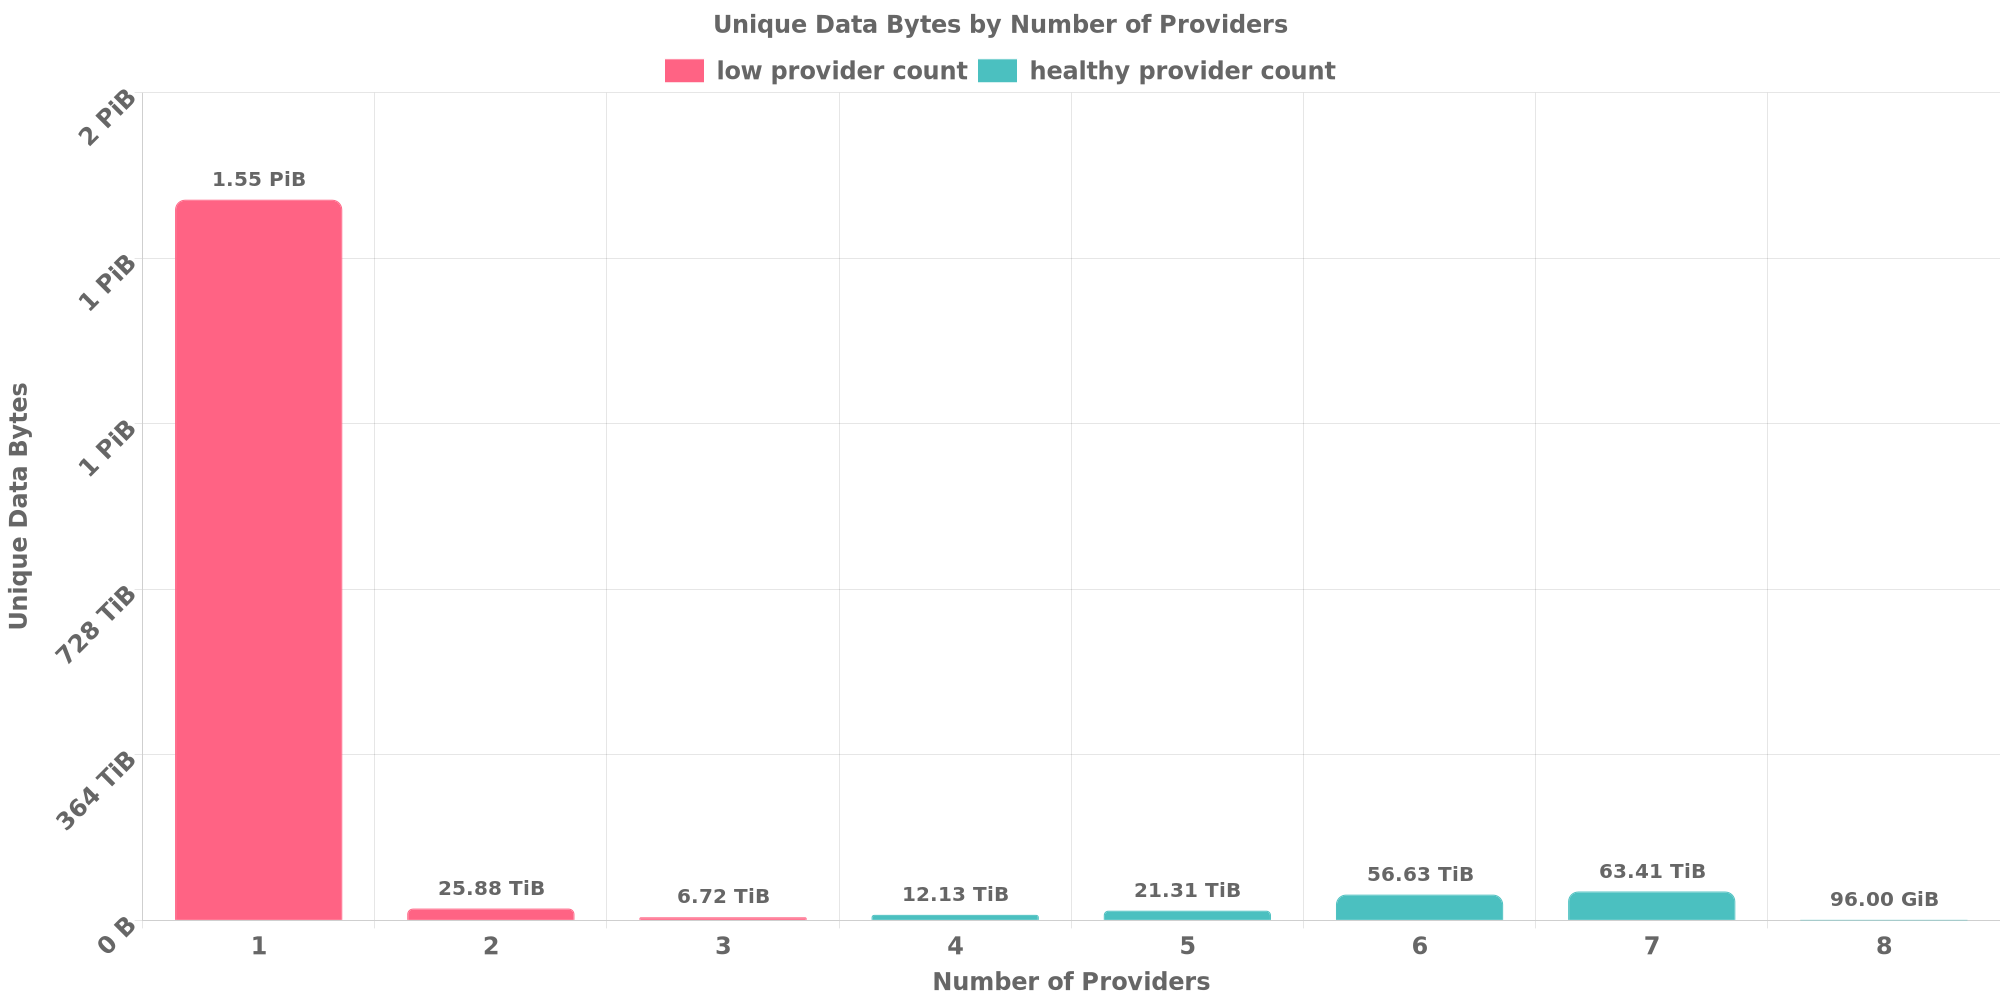 Unique Data Bytes by Number of Providers
low provider count healthy provider count
2 PiB
1 PiB
1 PiB
728 TiB
364 TiB
0 B
Unique Data Bytes
1.55 PiB
25.88 TiB
6.72 TiB
12.13 TiB
21.31 TiB
56.63 TiB
63.41 TiB
96.00 GiB
1 2 3 4 5 6 7 8
Number of Providers